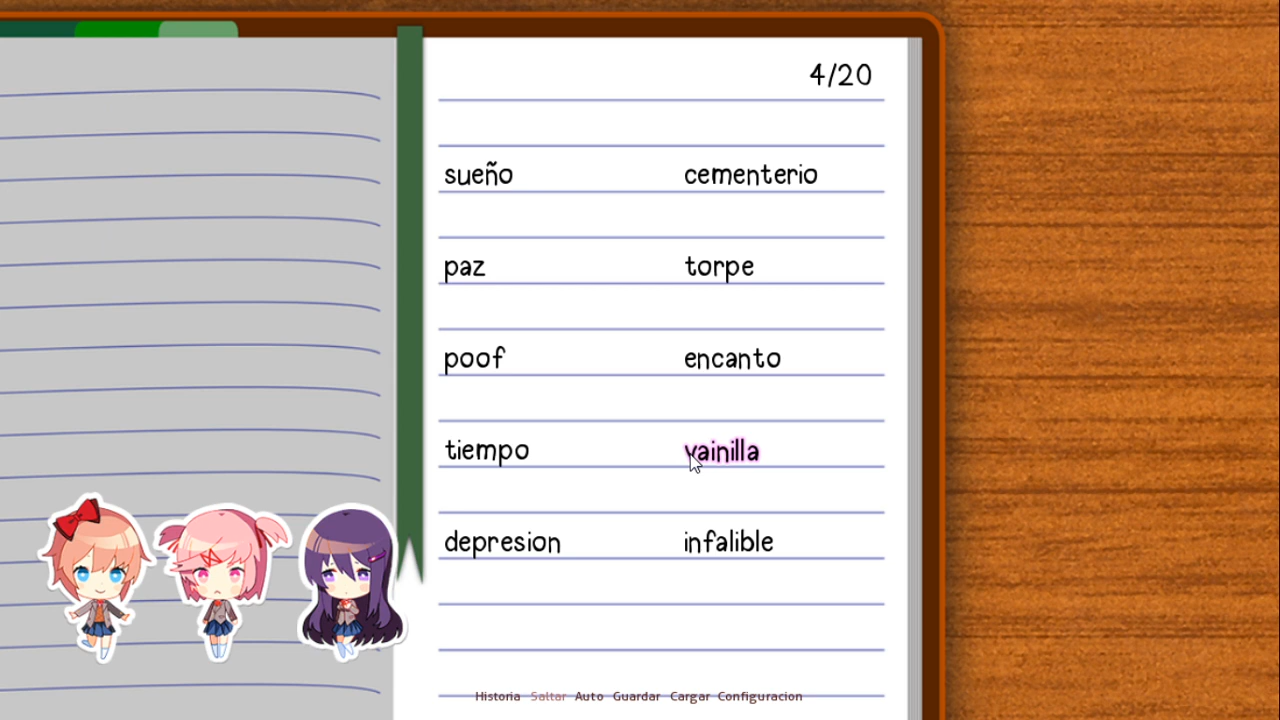 4/20
sueño cementerio
paz torpe
poof encanto
tiempo vainilla
depresion infalible
Historia Saltar Auto Guardar Cargar Configuracion